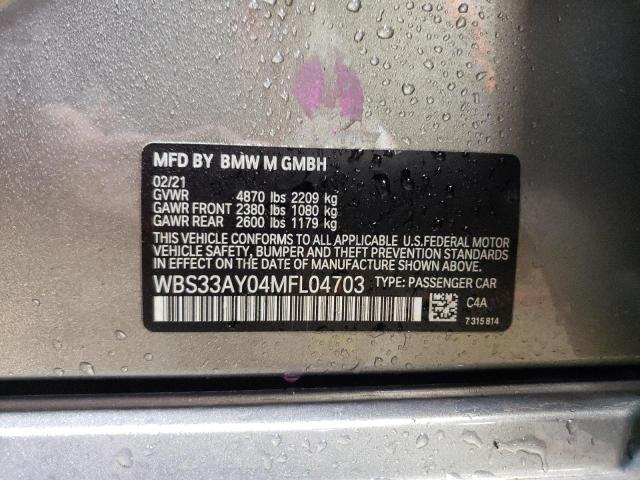 MFD BY BMW M GMBH
02/21
GVWR 4870 lbs 2209 kg
GAWR FRONT 2380 lbs 1080 kg
GAWR REAR 2600 lbs 1179 kg
THIS VEHICLE CONFORMS TO ALL APPLICABLE U.S.FEDERAL MOTOR
VEHICLE SAFETY, BUMPER, AND THEFT PREVENTION STANDARDS IN
EFFECT ON THE DATE OF MANUFACTURE SHOWN ABOVE.
WBS33AY04MFL04703 TYPE: PASSENGER CAR
C4A
7 315 814